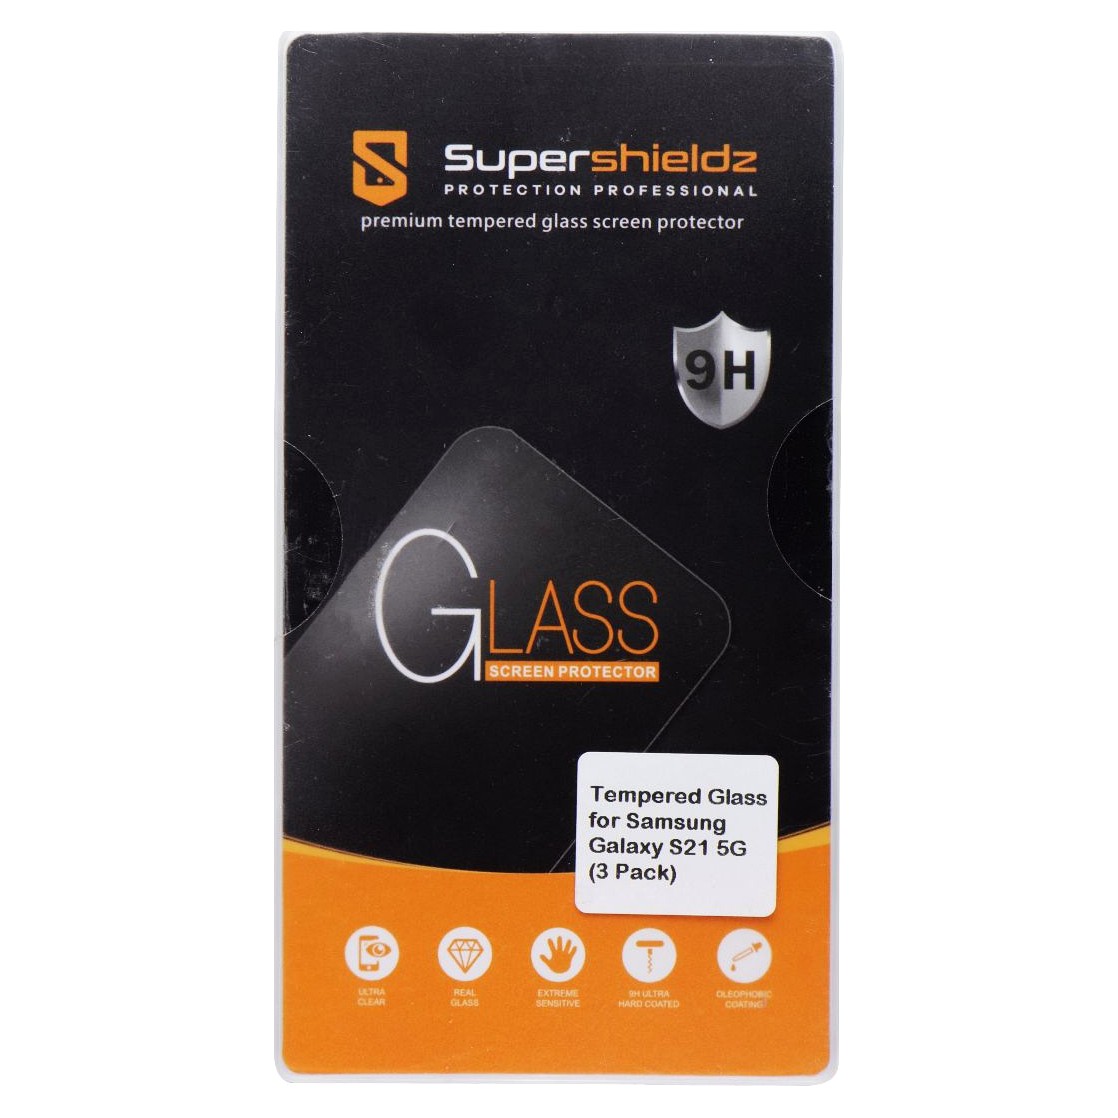 Supershieldz
PROTECTION PROFESSIONAL
premium tempered glass screen protector
9H
GLASS
SCREEN PROTECTOR
Tempered Glass
for Samsung
Galaxy S21 5G
(3 Pack)
ULTRA
CLEAR
REAL
GLASS
EXTREME
SENSITIVE
9H ULTRA
HARD COATED
OLEOPHOBIC
COATING